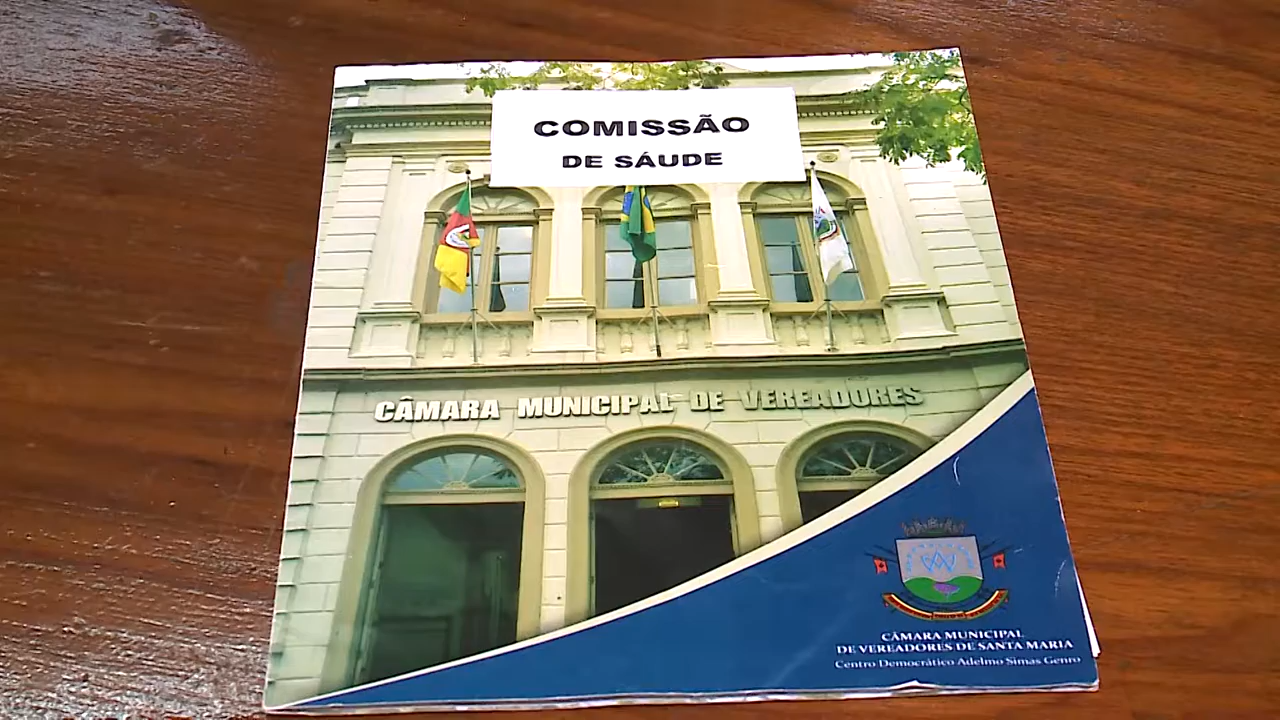 COMISSÃO
DE SÁUDE
CÂMARA MUNICIPAL DE VEREADORES
CÂMARA MUNICIPAL
DE VEREADORES DE SANTA MARIA
Centro Democrático Adelmo Simas Genro